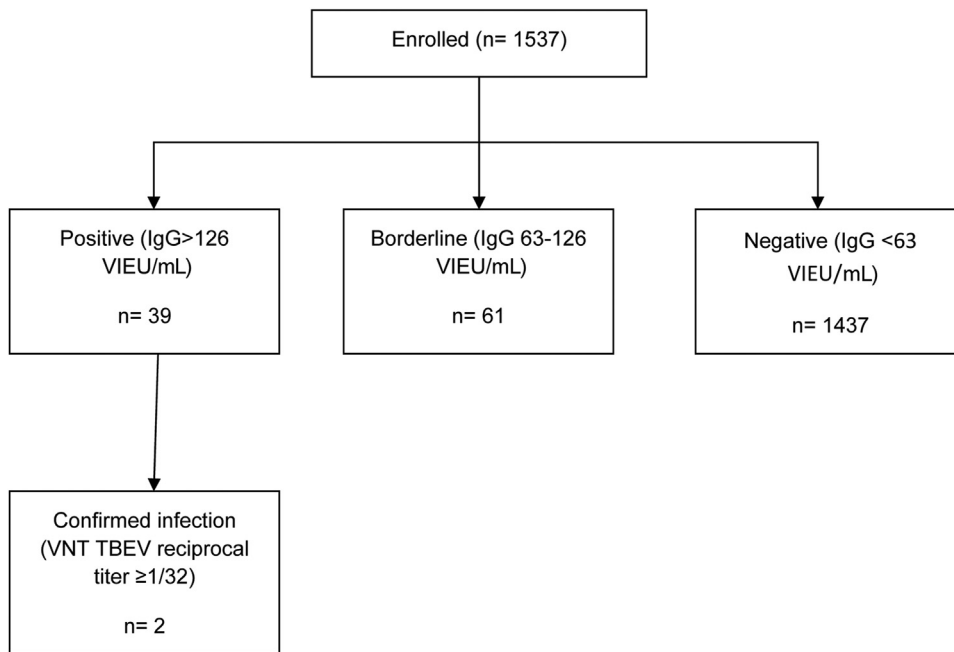 Enrolled (n= 1537)
Positive (IgG>126
VIEU/mL)
n= 39
Borderline (IgG 63-126
VIEU/mL)
n= 61
Negative (IgG <63
VIEU/mL)
n= 1437
Confirmed infection
(VNT TBEV reciprocal
titer ≥1/32)
n= 2